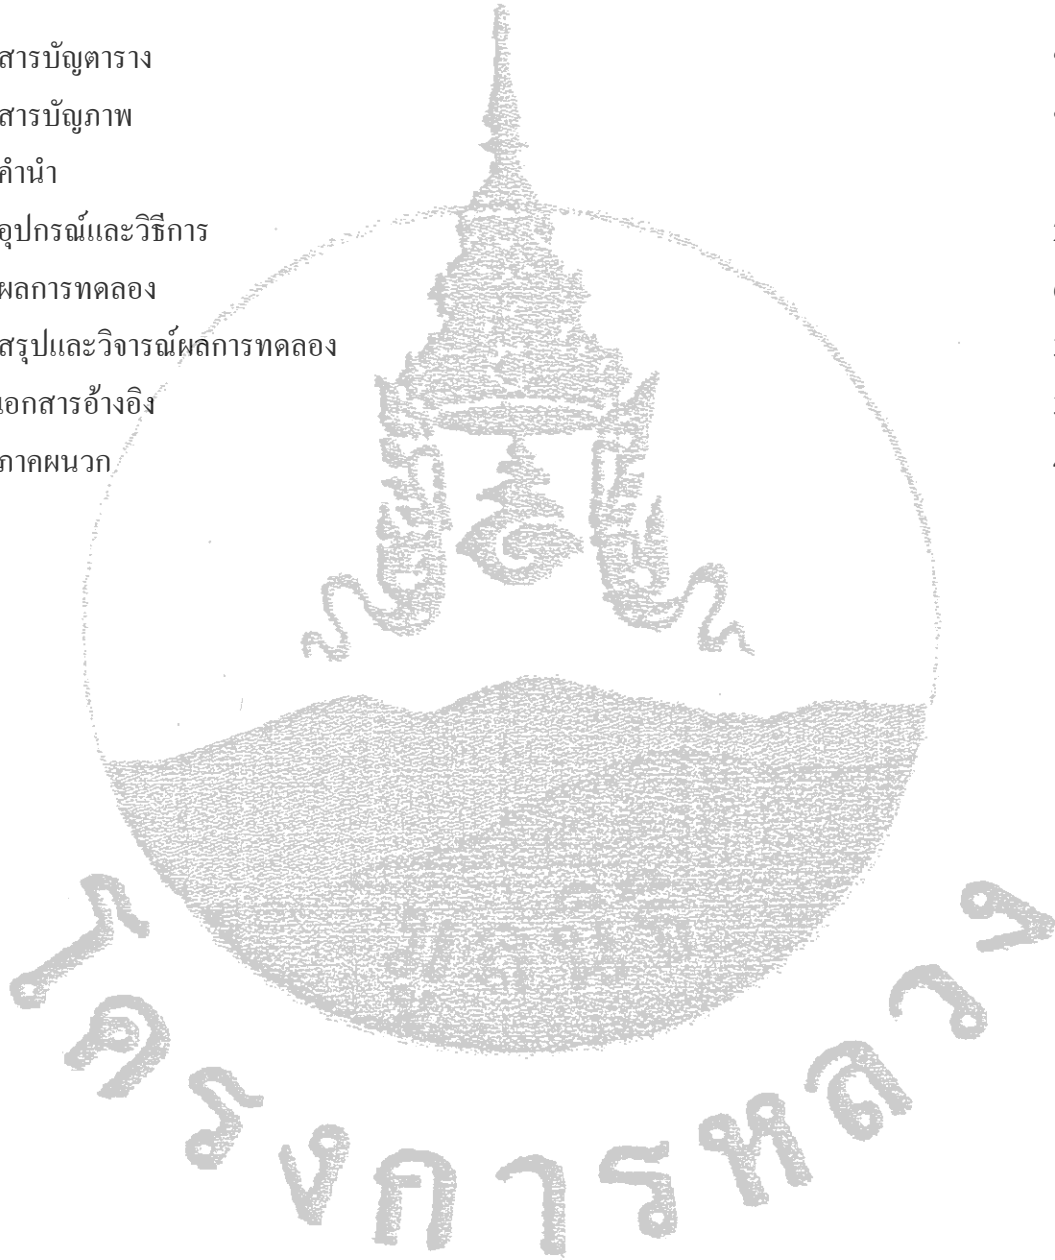 สารบัญตาราง
สารบัญภาพ
คำนำ
อุปกรณ์และวิธีการ
ผลการทดลอง
สรุปและวิจารณ์ผลการทดลอง
เอกสารอ้างอิง
ภาคผนวก
มูลนิธิ
โครงการหลวง